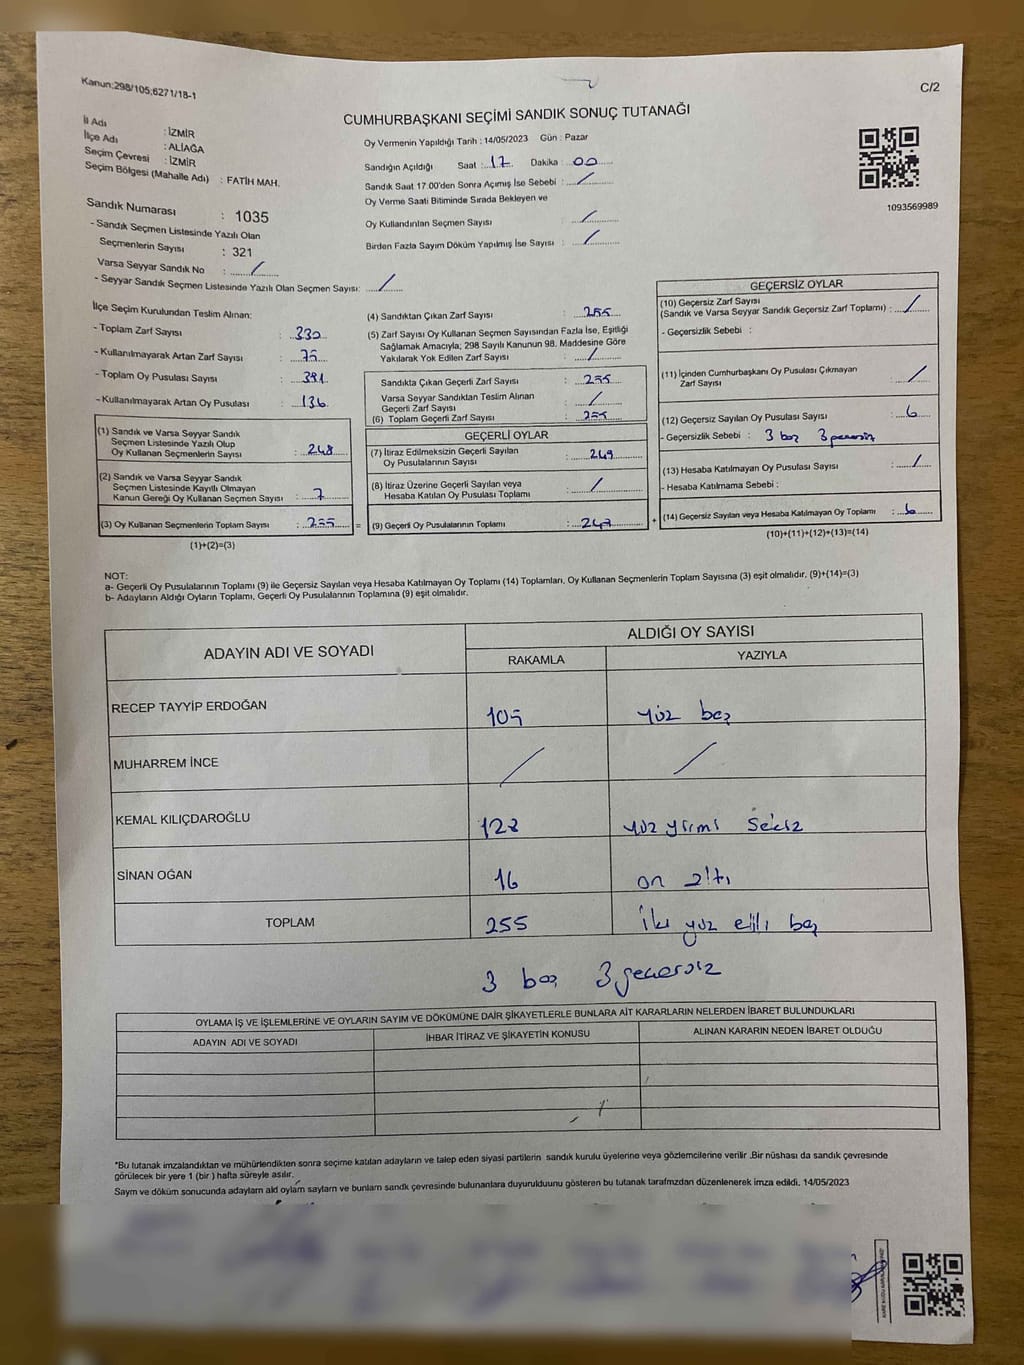 Kanun:298/105;6271/18-1
C/2
CUMHURBAŞKANI SEÇİMİ SANDIK SONUÇ TUTANAĞI
İl Adı : İZMİR
İlçe Adı : ALİAĞA
Seçim Çevresi : İZMİR
Seçim Bölgesi (Mahalle Adı) : FATİH MAH.
Sandık Numarası : 1035
- Sandık Seçmen Listesinde Yazılı Olan
Seçmenlerin Sayısı : 321
Varsa Seyyar Sandık No : /
- Seyyar Sandık Seçmen Listesinde Yazılı Olan Seçmen Sayısı: /
Oy Vermenin Yapıldığı Tarih : 14/05/2023 Gün : Pazar
Sandığın Açıldığı Saat : 17 Dakika : 00
Sandık Saat 17.00'den Sonra Açımış İse Sebebi : /
Oy Verme Saati Bitiminde Sırada Bekleyen ve
Oy Kullandırılan Seçmen Sayısı : /
Birden Fazla Sayım Döküm Yapılmış İse Sayısı : /
1093569989
İlçe Seçim Kurulundan Teslim Alınan:
- Toplam Zarf Sayısı : 330
- Kullanılmayarak Artan Zarf Sayısı : 75
- Toplam Oy Pusulası Sayısı : 391
- Kullanılmayarak Artan Oy Pusulası : 136
(1) Sandık ve Varsa Seyyar Sandık
Seçmen Listesinde Yazılı Olup
Oy Kullanan Seçmenlerin Sayısı : 248
(2) Sandık ve Varsa Seyyar Sandık
Seçmen Listesinde Kayıllı Olmayan
Kanun Gereği Oy Kullanan Seçmen Sayısı : 7
(3) Oy Kullanan Seçmenlerin Toplam Sayısı : 255 =
(1)+(2)=(3)
(4) Sandıktan Çıkan Zarf Sayısı : 255
(5) Zarf Sayısı Oy Kullanan Seçmen Sayısından Fazla İse, Eşitliği
Sağlamak Amacıyla; 298 Sayılı Kanunun 98. Maddesine Göre
Yakılarak Yok Edilen Zarf Sayısı : /
Sandıkta Çıkan Geçerli Zarf Sayısı : 255
Varsa Seyyar Sandıktan Teslim Alınan
Geçerli Zarf Sayısı : /
(6) Toplam Geçerli Zarf Sayısı : 255
GEÇERLİ OYLAR
(7) İtiraz Edilmeksizin Geçerli Sayılan
Oy Pusulalarının Sayısı : 249
(8) İtiraz Üzerine Geçerli Sayılan veya
Hesaba Katılan Oy Pusulası Toplamı : /
(9) Geçerli Oy Pusulalarının Toplamı : 249 +
GEÇERSİZ OYLAR
(10) Geçersiz Zarf Sayısı
(Sandık ve Varsa Seyyar Sandık Geçersiz Zarf Toplamı) : /
- Geçersizlik Sebebi :
(11) İçinden Cumhurbaşkanı Oy Pusulası Çıkmayan
Zarf Sayısı : /
(12) Geçersiz Sayılan Oy Pusulası Sayısı : 6
- Geçersizlik Sebebi : 3 boş 3 geçersiz
(13) Hesaba Katılmayan Oy Pusulası Sayısı : /
- Hesaba Katılmama Sebebi :
(14) Geçersiz Sayılan veya Hesaba Katılmayan Oy Toplamı : 6
(10)+(11)+(12)+(13)=(14)
NOT:
a- Geçerli Oy Pusulalarının Toplamı (9) ile Geçersiz Sayılan veya Hesaba Katılmayan Oy Toplamı (14) Toplamları, Oy Kullanan Seçmenlerin Toplam Sayısına (3) eşit olmalıdır. (9)+(14)=(3)
b- Adayların Aldığı Oyların Toplamı, Geçerli Oy Pusulalarının Toplamına (9) eşit olmalıdır.
ADAYIN ADI VE SOYADI
ALDIĞI OY SAYISI
RAKAMLA YAZIYLA
RECEP TAYYİP ERDOĞAN 105 yüz beş
MUHARREM İNCE / /
KEMAL KILIÇDAROĞLU 128 yüz yirmi sekiz
SİNAN OĞAN 16 on altı
TOPLAM 255 iki yüz elli beş
3 boş 3 geçersiz
OYLAMA İŞ VE İŞLEMLERİNE VE OYLARIN SAYIM VE DÖKÜMÜNE DAİR ŞİKAYETLERLE BUNLARA AİT KARARLARIN NELERDEN İBARET BULUNDUKLARI
ADAYIN ADI VE SOYADI İHBAR İTİRAZ VE ŞİKAYETİN KONUSU ALINAN KARARIN NEDEN İBARET OLDUĞU
*Bu tutanak imzalandıktan ve mühürlendikten sonra seçime katılan adayların ve talep eden siyasi partilerin sandık kurulu üyelerine veya gözlemcilerine verilir .Bir nüshası da sandık çevresinde
görülecek bir yere 1 (bir ) hafta süreyle asılır.
Saym ve döküm sonucunda adaylarn ald oylarn saylarn ve bunlarn sandk çevresinde bulunanlara duyurulduunu gösteren bu tutanak tarafmzdan düzenlenerek imza edildi. 14/05/2023